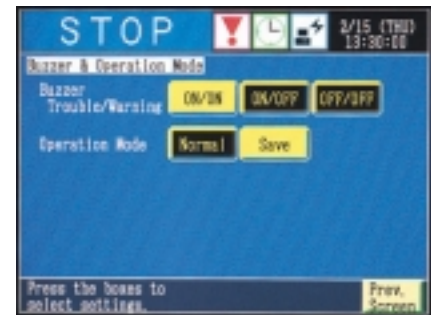 STOP
2/15 (THU)
13:30:00
Buzzer & Operation Mode
Buzzer
Trouble/Warning
ON/ON ON/OFF OFF/OFF
Operation Mode Normal Save
Press the boxes to
select settings.
Prev.
Screen